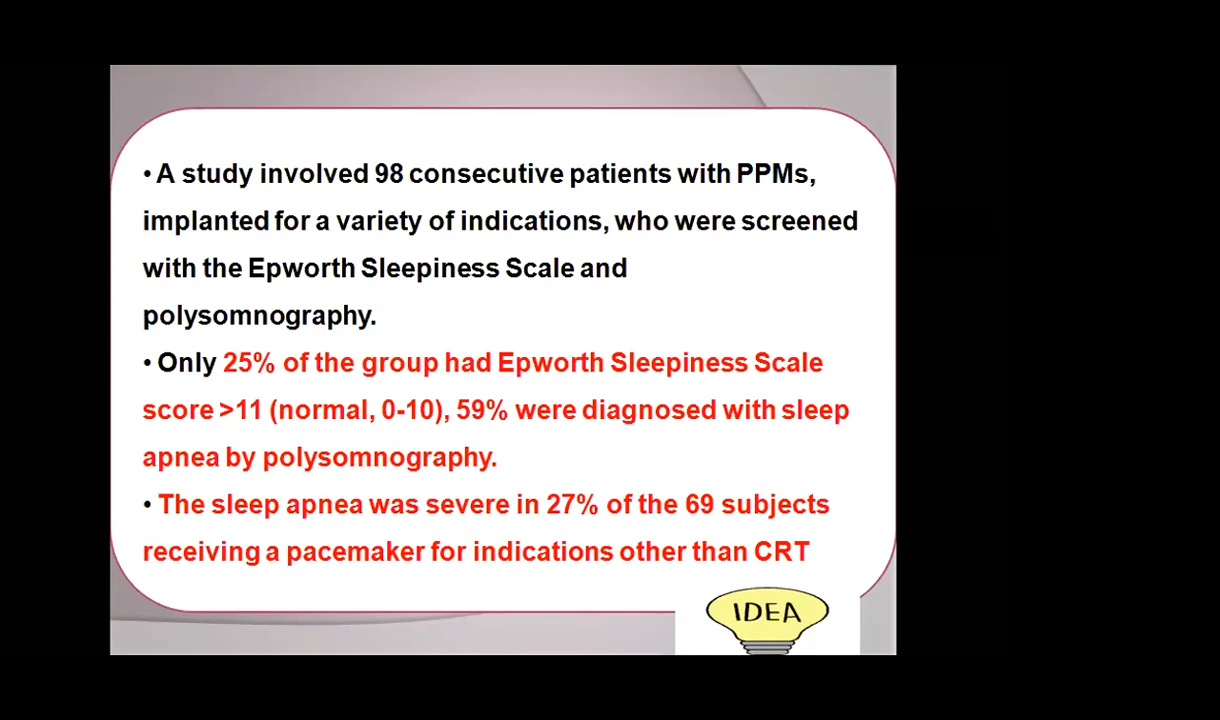 • A study involved 98 consecutive patients with PPMs,
implanted for a variety of indications, who were screened
with the Epworth Sleepiness Scale and
polysomnography.
• Only 25% of the group had Epworth Sleepiness Scale
score >11 (normal, 0-10), 59% were diagnosed with sleep
apnea by polysomnography.
• The sleep apnea was severe in 27% of the 69 subjects
receiving a pacemaker for indications other than CRT
IDEA